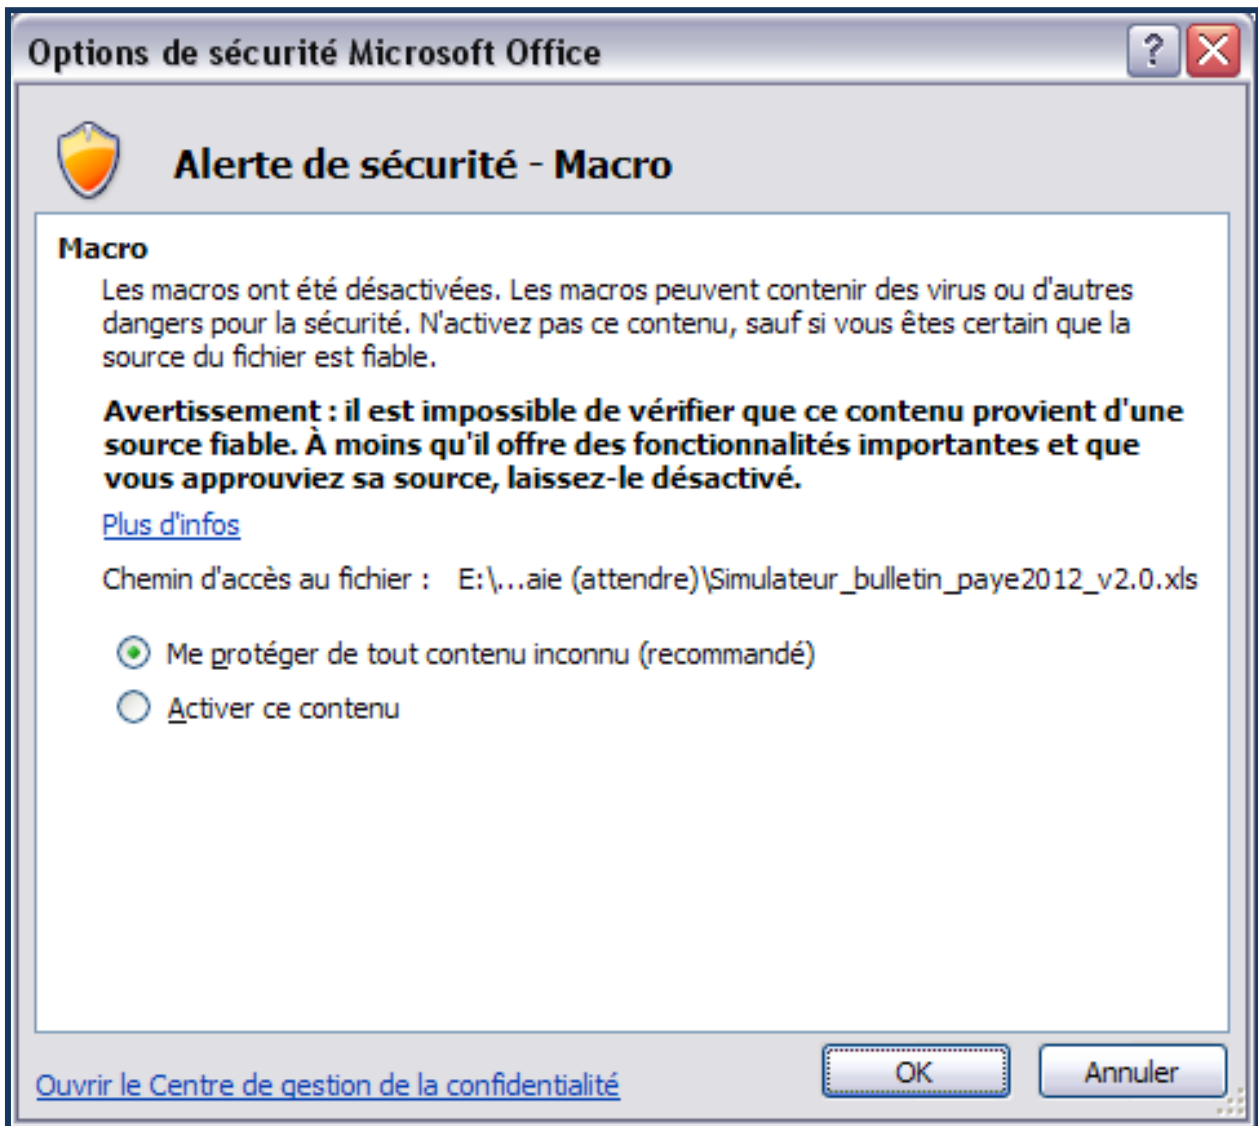 Options de sécurité Microsoft Office
?
Alerte de sécurité - Macro
Macro
Les macros ont été désactivées. Les macros peuvent contenir des virus ou d'autres
dangers pour la sécurité. N'activez pas ce contenu, sauf si vous êtes certain que la
source du fichier est fiable.
Avertissement : il est impossible de vérifier que ce contenu provient d'une
source fiable. À moins qu'il offre des fonctionnalités importantes et que
vous approuviez sa source, laissez-le désactivé.
Plus d'infos
Chemin d'accès au fichier : E:\...aie (attendre)\Simulateur_bulletin_paye2012_v2.0.xls
Me protéger de tout contenu inconnu (recommandé)
Activer ce contenu
Ouvrir le Centre de gestion de la confidentialité
OK
Annuler